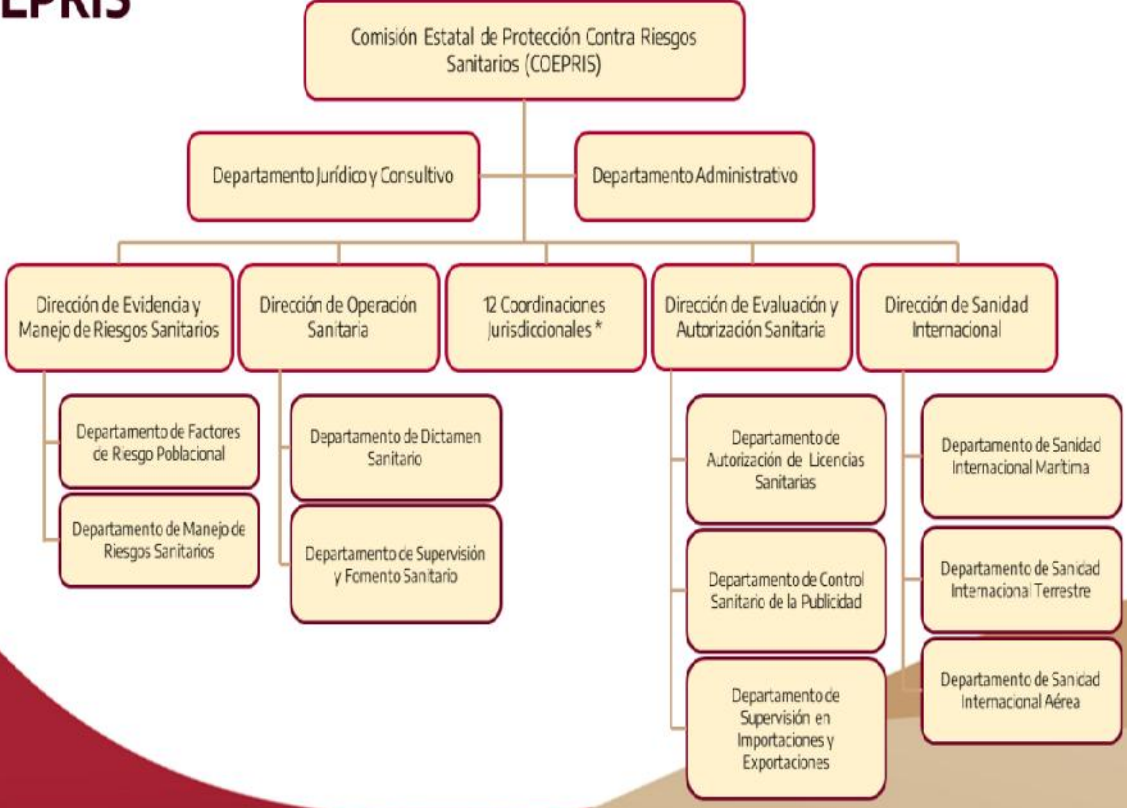 EPRIS
Comisión Estatal de Protección Contra Riesgos
Sanitarios (COEPRIS)
Departamento Jurídico y Consultivo
Departamento Administrativo
Dirección de Evidencia y
Manejo de Riesgos Sanitarios
Dirección de Operación
Sanitaria
12 Coordinaciones
Jurisdiccionales *
Dirección de Evaluación y
Autorización Sanitaria
Dirección de Sanidad
Internacional
Departamento de Factores
de Riesgo Poblacional
Departamento de Manejo de
Riesgos Sanitarios
Departamento de Dictamen
Sanitario
Departamento de Supervisión
y Fomento Sanitario
Departamento de
Autorización de Licencias
Sanitarias
Departamento de Control
Sanitario de la Publicidad
Departamento de
Supervisión en
Importaciones y
Exportaciones
Departamento de Sanidad
Internacional Marítima
Departamento de Sanidad
Internacional Terrestre
Departamento de Sanidad
Internacional Aérea